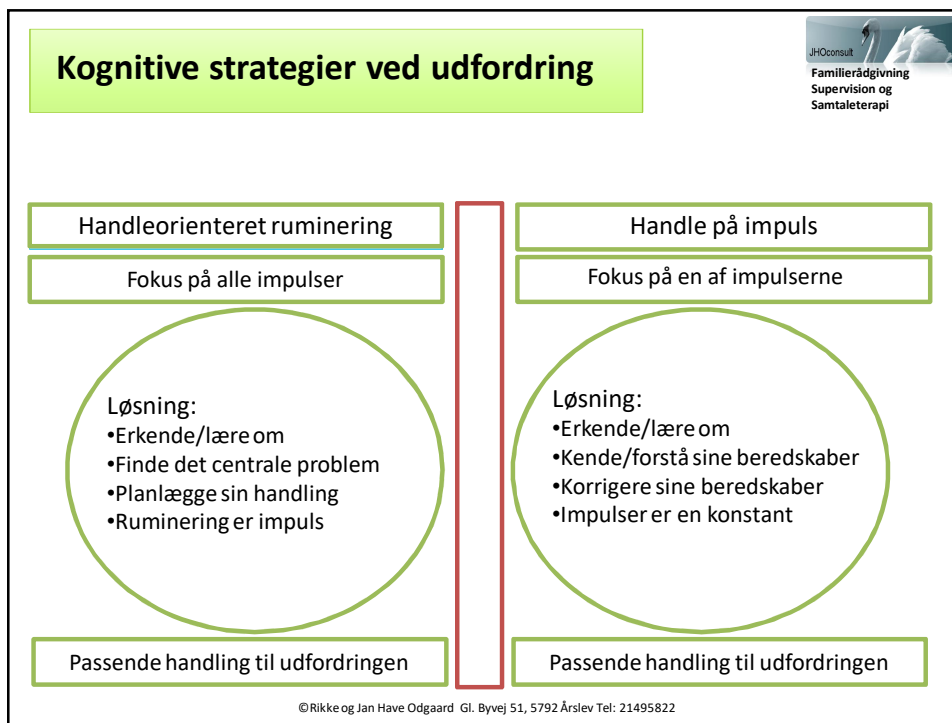 Kognitive strategier ved udfordring
JHOconsult
Familierådgivning
Supervision og
Samtaleterapi
Handleorienteret ruminering
Fokus på alle impulser
Løsning:
•Erkende/lære om
•Finde det centrale problem
•Planlægge sin handling
•Ruminering er impuls
Passende handling til udfordringen
Handle på impuls
Fokus på en af impulserne
Løsning:
•Erkende/lære om
•Kende/forstå sine beredskaber
•Korrigere sine beredskaber
•Impulser er en konstant
Passende handling til udfordringen
©Rikke og Jan Have Odgaard Gl. Byvej 51, 5792 Årslev Tel: 21495822